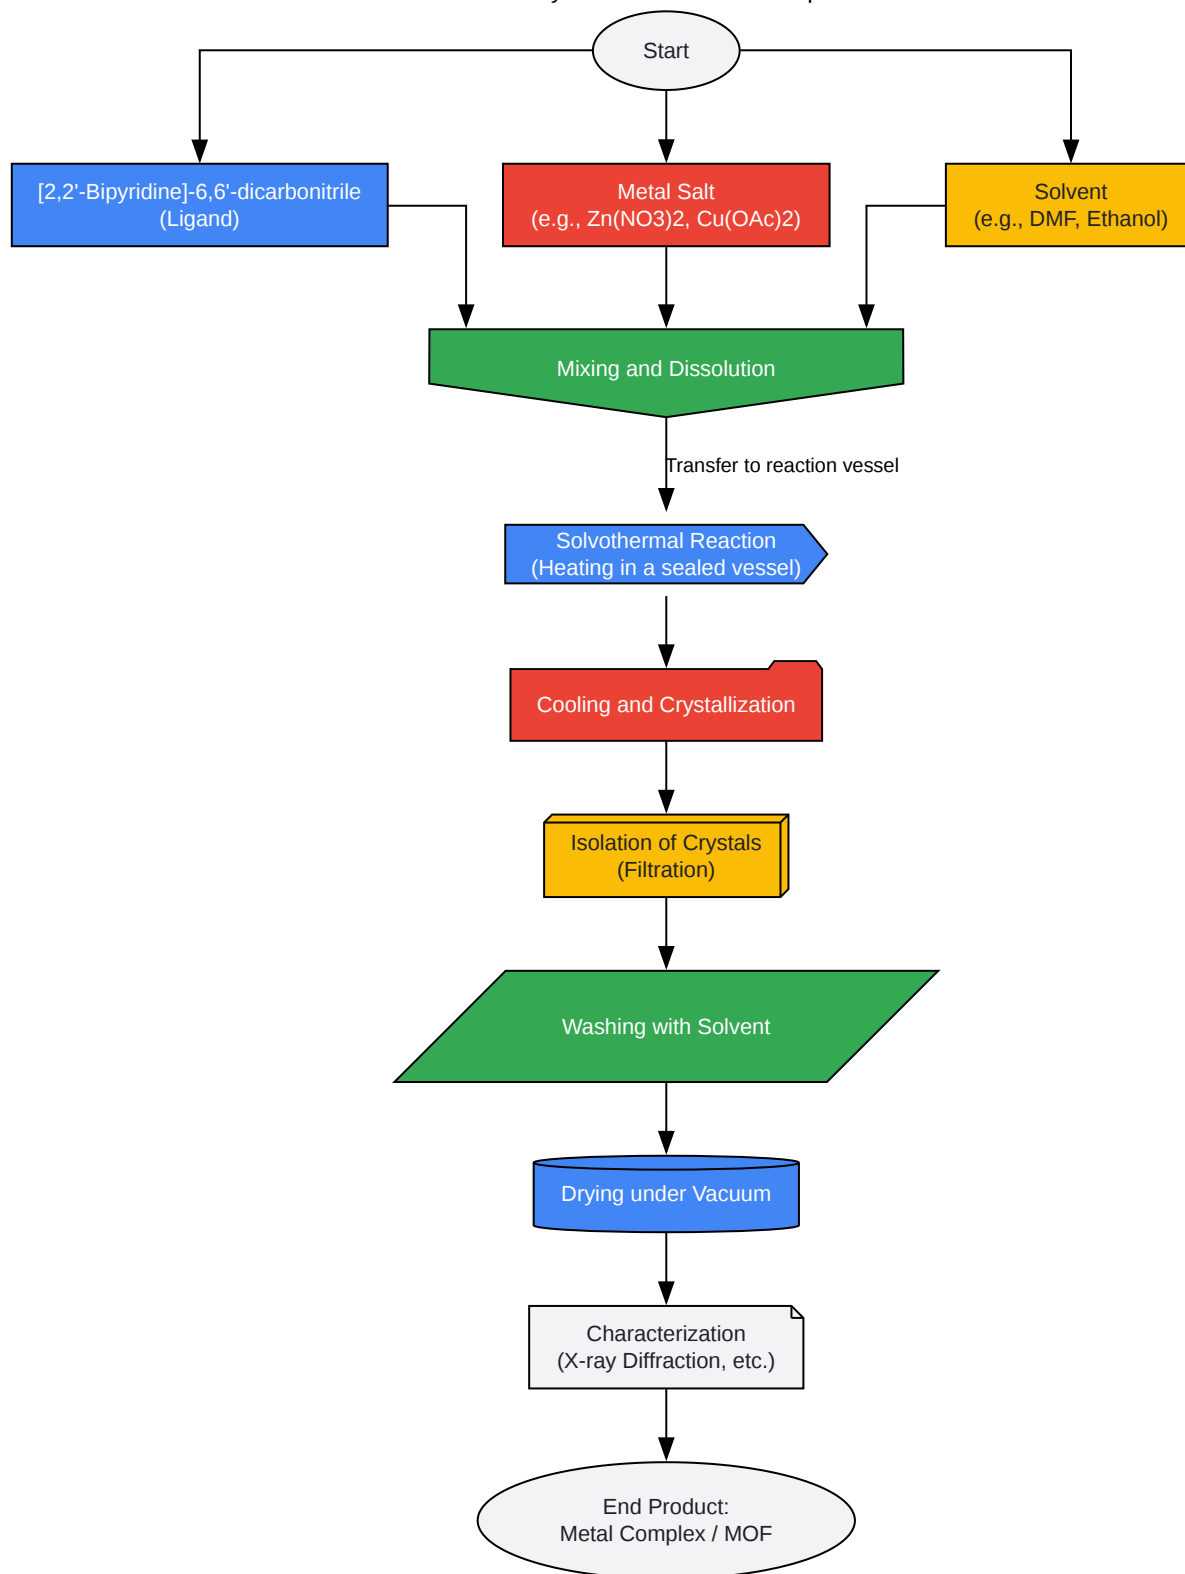 Start
[2,2'-Bipyridine]-6,6'-dicarbonitrile
(Ligand)
Metal Salt
(e.g., Zn(NO3)2, Cu(OAc)2)
Solvent
(e.g., DMF, Ethanol)
Mixing and Dissolution
Transfer to reaction vessel
Solvothermal Reaction
(Heating in a sealed vessel)
Cooling and Crystallization
Isolation of Crystals
(Filtration)
Washing with Solvent
Drying under Vacuum
Characterization
(X-ray Diffraction, etc.)
End Product:
Metal Complex / MOF